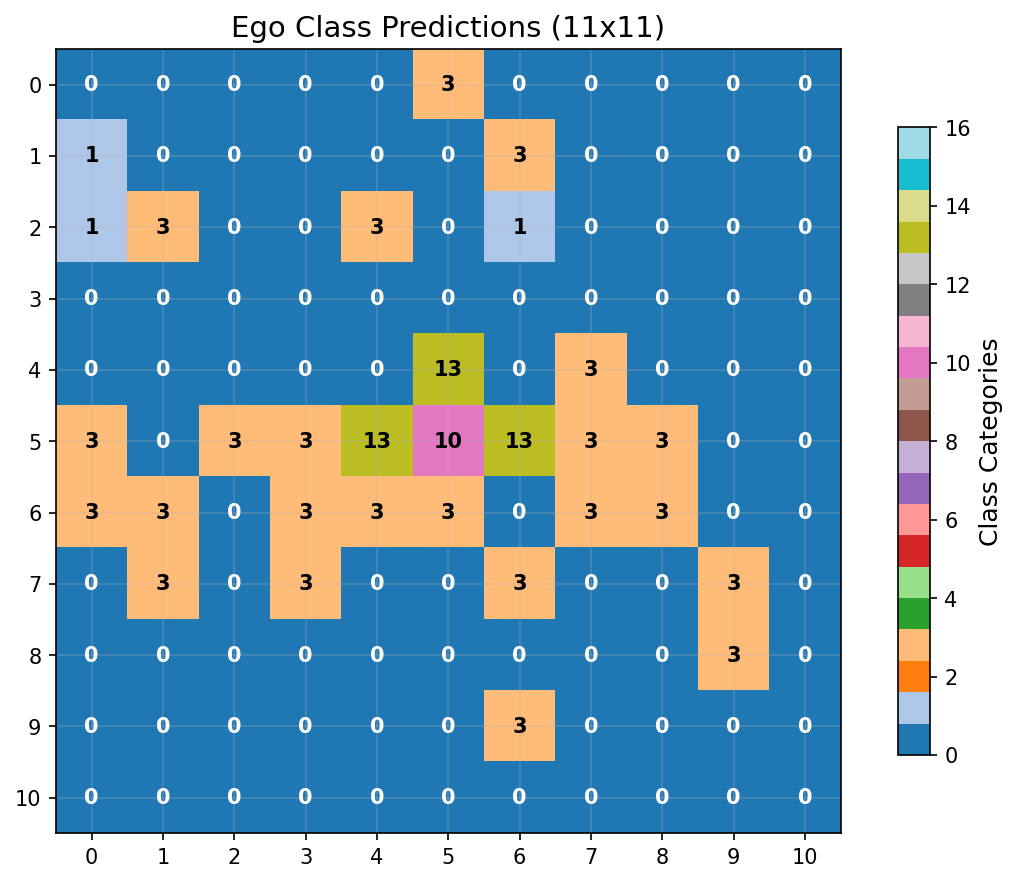 Ego Class Predictions (11x11)
0 0 0 0 0 0 3 0 0 0 0 0
1 1 0 0 0 0 0 3 0 0 0 0
2 1 3 0 0 3 0 1 0 0 0 0
3 0 0 0 0 0 0 0 0 0 0 0
4 0 0 0 0 0 13 0 3 0 0 0
5 3 0 3 3 13 10 13 3 3 0 0
6 3 3 0 3 3 3 0 3 3 0 0
7 0 3 0 3 0 0 3 0 0 3 0
8 0 0 0 0 0 0 0 0 0 3 0
9 0 0 0 0 0 0 3 0 0 0 0
10 0 0 0 0 0 0 0 0 0 0 0
0 1 2 3 4 5 6 7 8 9 10
16
14
12
10
8
6
4
2
0
Class Categories